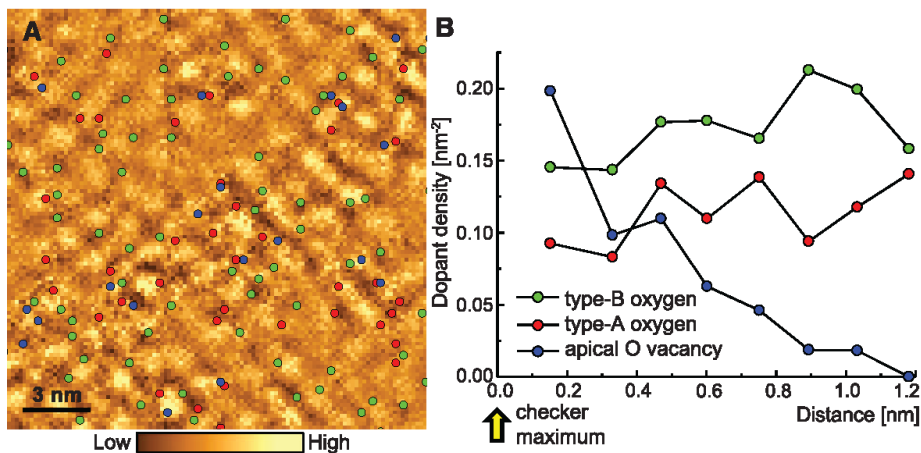 A
3 nm
Low High
B
Dopant density [nm-2]
0.20
0.15
0.10
0.05
0.00
type-B oxygen
type-A oxygen
apical O vacancy
0.0 0.2 0.4 0.6 0.8 1.0 1.2
checker
maximum
Distance [nm]